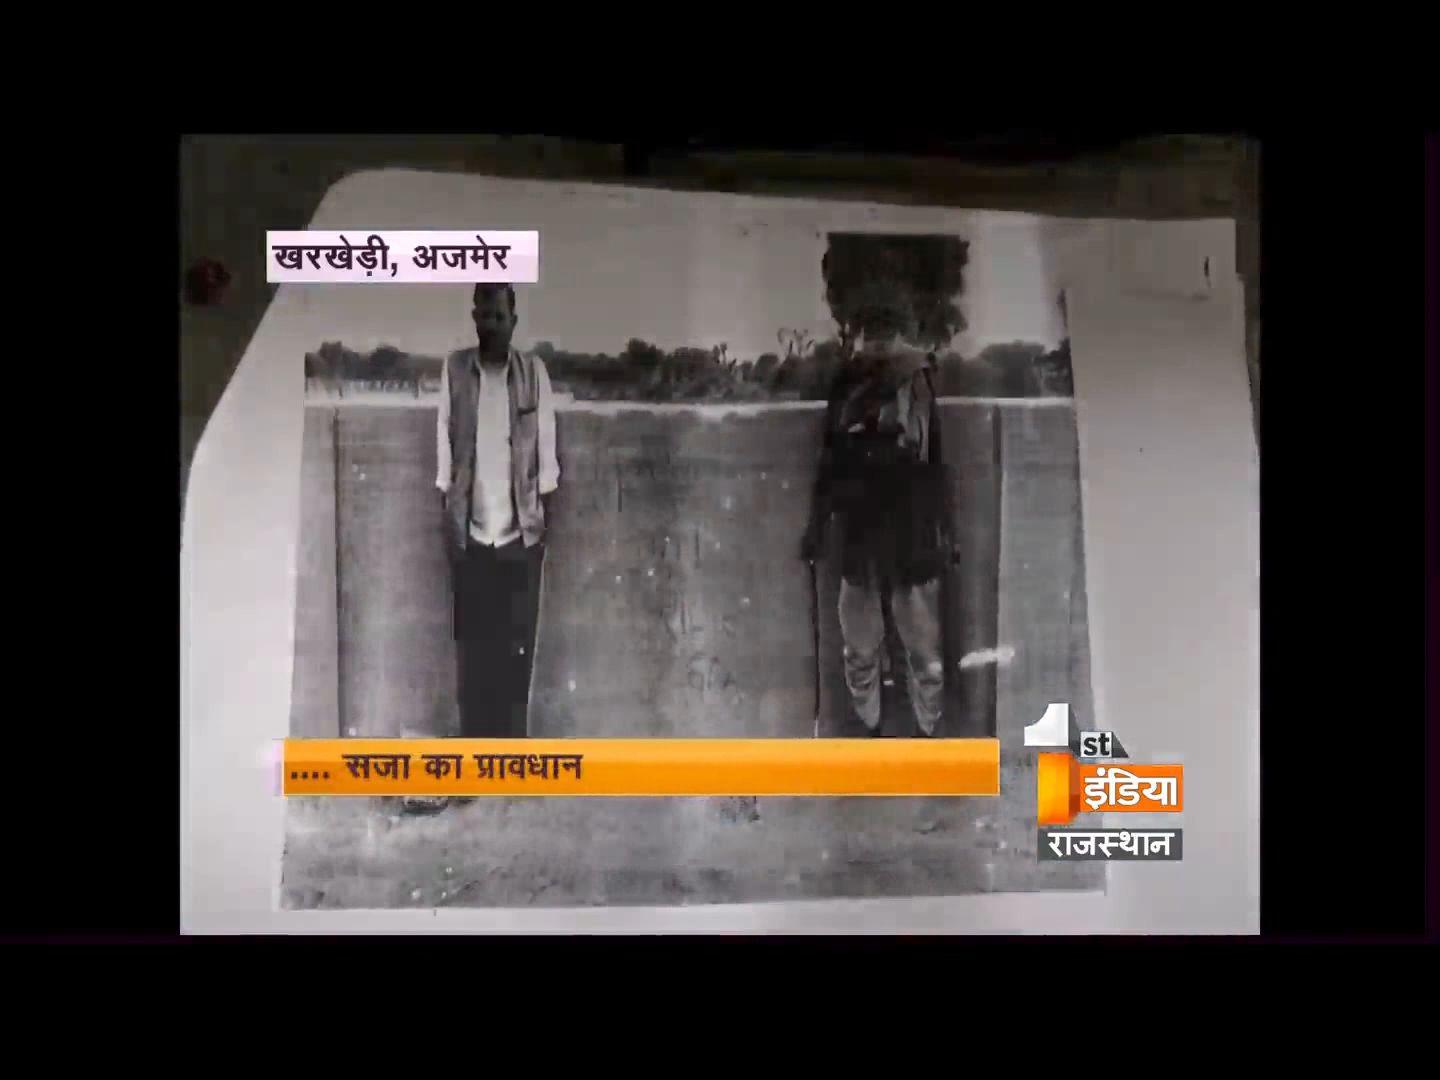 खरखेड़ी, अजमेर
.... सजा का प्रावधान
1st
इंडिया
राजस्थान